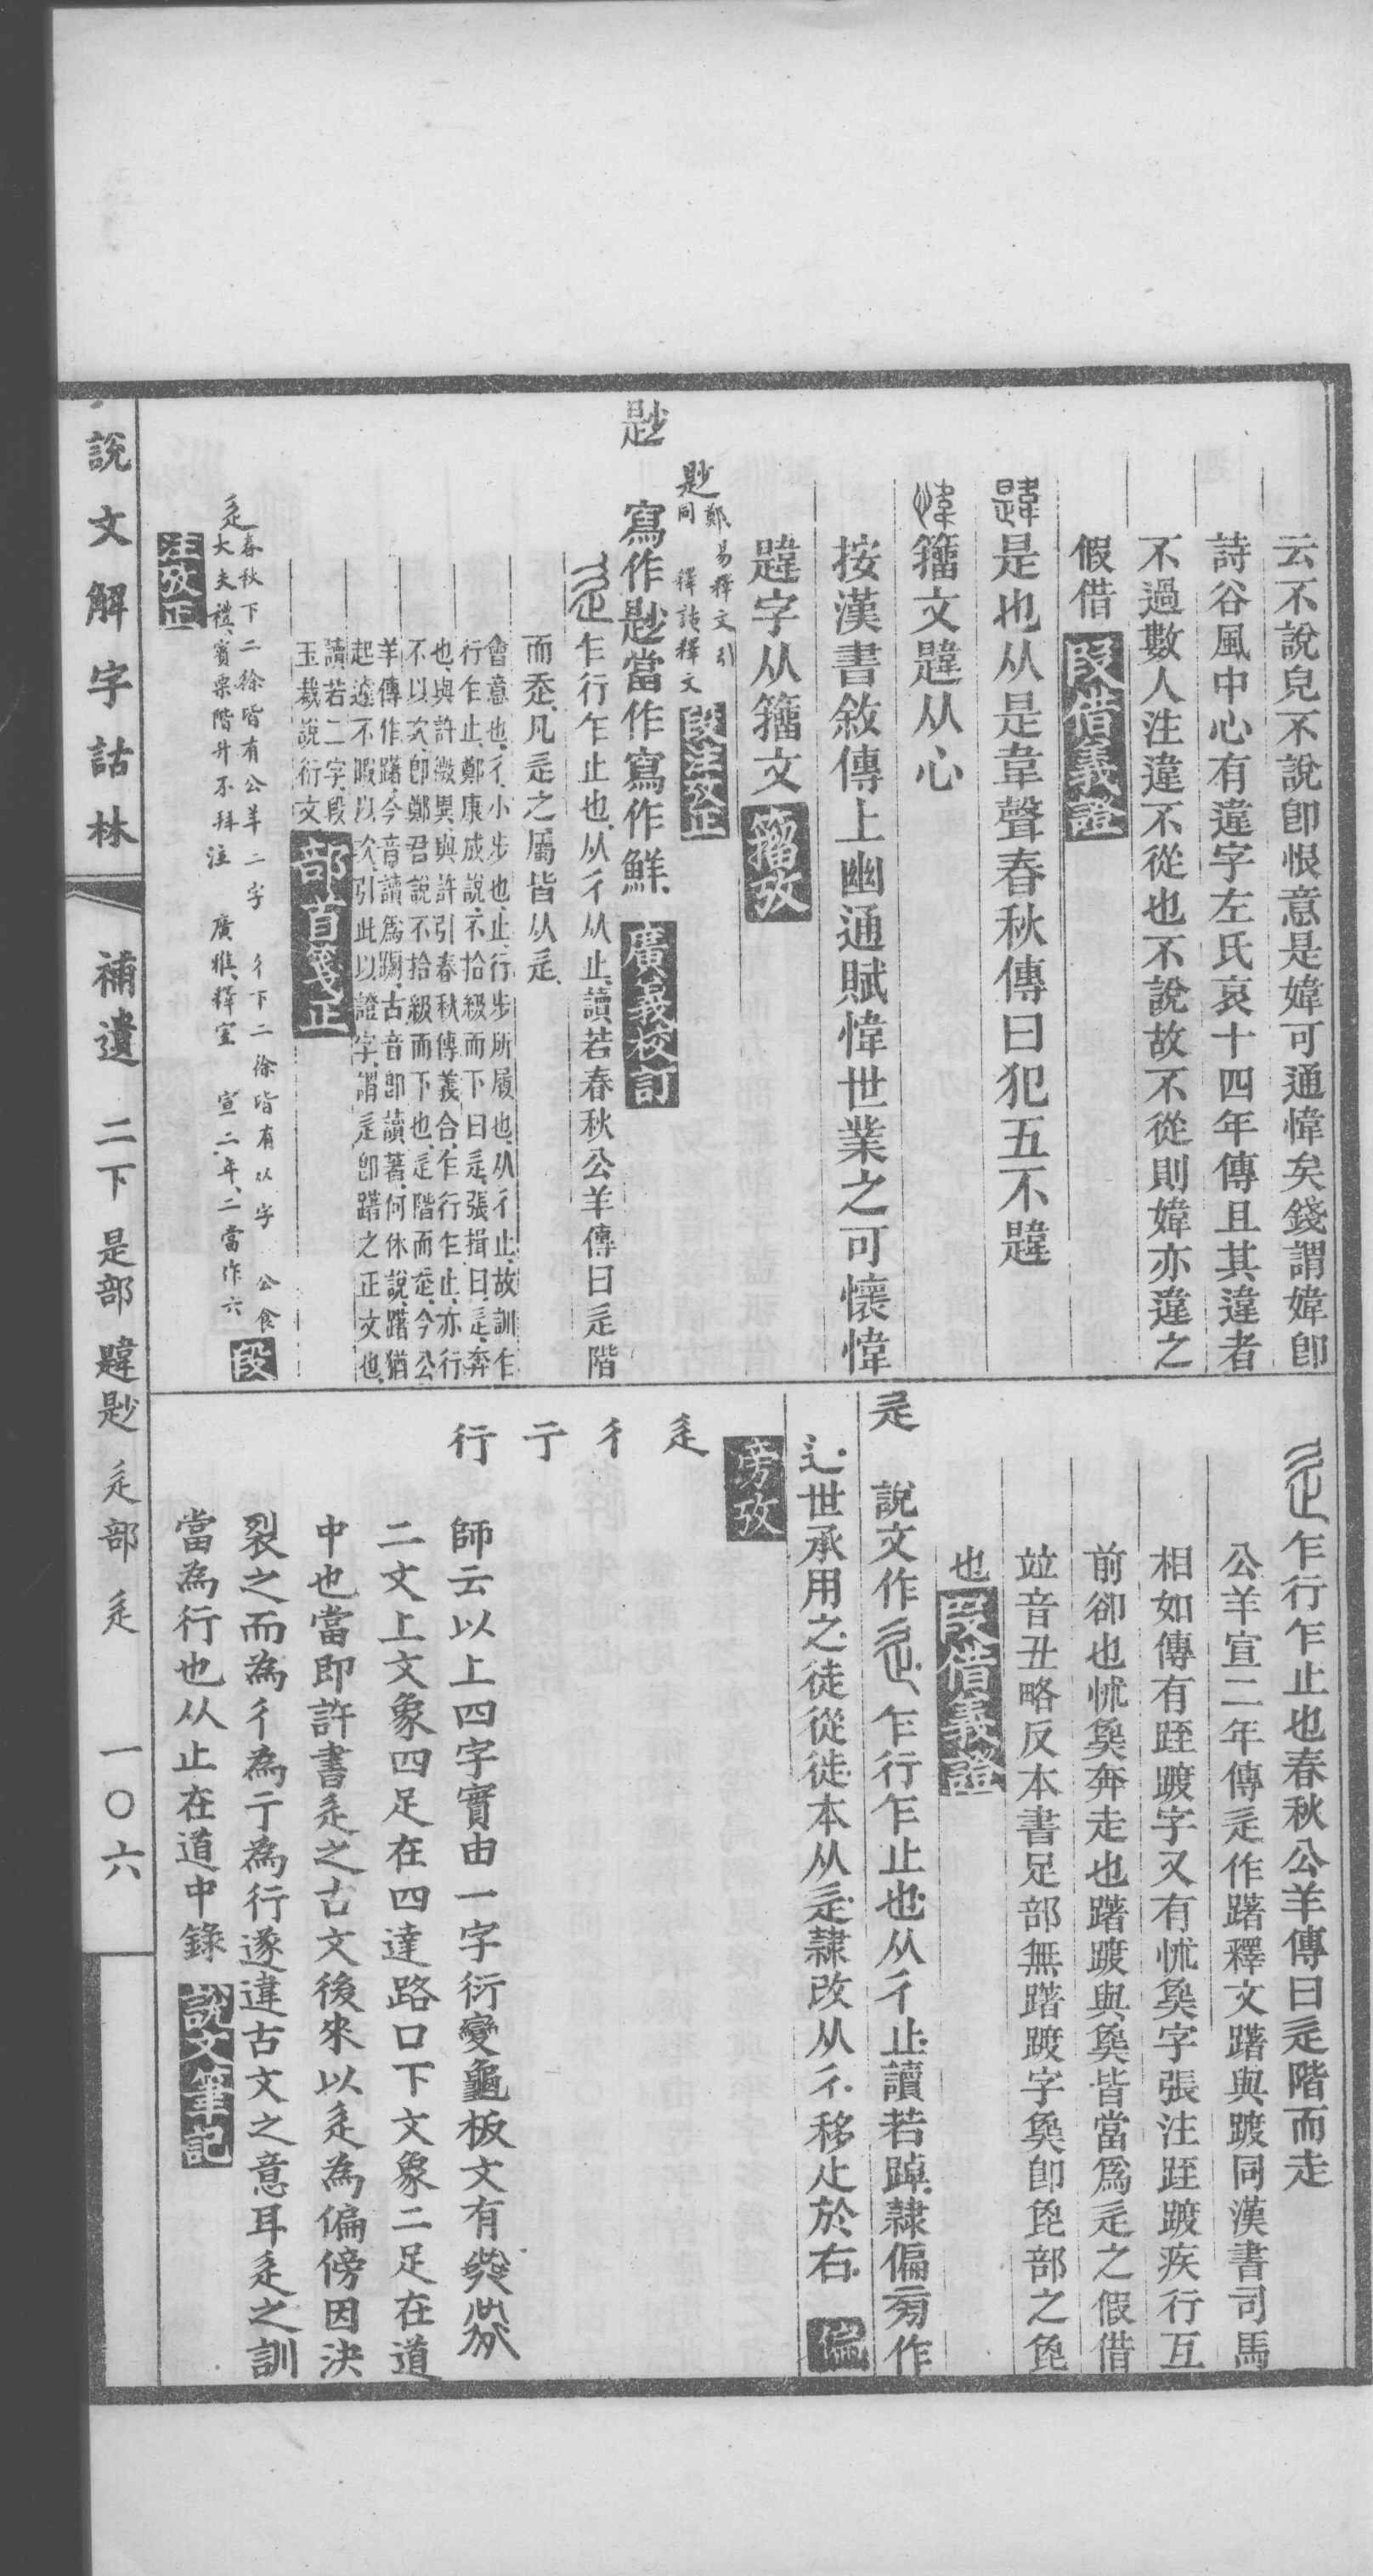 云不說皃不說卽恨意是媁可通愇矣錢謂媁卽
詩谷風中心有違字左氏哀十四年傳且其違者
不過數人注違不從也不說故不從則媁亦違之
假借 段借義證
韙是也从是韋聲春秋傳曰犯五不韙
愇籒文韙从心
按漢書敘傳上幽通賦愇世業之可懷愇
韙字从籒文 籒攷
尟 鄭易釋文引
同 釋詁釋文 段注攷正
尟 寫作尟當作寫作鮮 廣義校訂
辵乍行乍止也从彳从止讀若春秋公羊傳曰辵階
而走凡辵之屬皆从辵
會意也彳小步也止行步所履也从彳止故訓乍
行乍止鄭康成說不拾級而下曰辵張揖曰辵奔
也與許微異與許引春秋傳義合乍行乍止亦行
不以次卽鄭君說不拾級而下也辵階而走今公
羊傳作躇今音讀爲躕古音卽讀著何休說躇猶
起遽不暇以次引此以證字謂辵卽躇之正文也
讀若二字段
玉裁說衍文 部首箋正
辵 春秋下二徐皆有公羊二字 彳下二徐皆有以字 公食
大夫禮賓栗階升不拜注 廣雅釋室 宣二年二當作六 段
注攷正
辵乍行乍止也春秋公羊傳曰辵階而走
公羊宣二年傳辵作躇釋文躇與踱同漢書司馬
相如傳有跮踱字又有怵㚟字張注跮踱疾行互
前卻也怵㚟奔走也躇踱與㚟皆當爲辵之假借
竝音丑略反本書足部無躇踱字㚟卽㲋部之㲋
也 段借義證
辵 說文作辵乍行乍止也从彳止讀若踔隸偏旁作
辶世承用之徒從徙本从辵隸改从彳移止於右 偏
旁攷
辵 彳 亍 行
師云以上四字實由一字衍變龜板文有
二文上文象四足在四達路口下文象二足在道
中也當即許書辵之古文後來以辵為偏傍因決
裂之而為彳為亍為行遂違古文之意耳辵之訓
當為行也从止在道中錄 說文筆記
說文解字詁林 補遺 二下 是部 韙尟 辵部 辵 一〇六